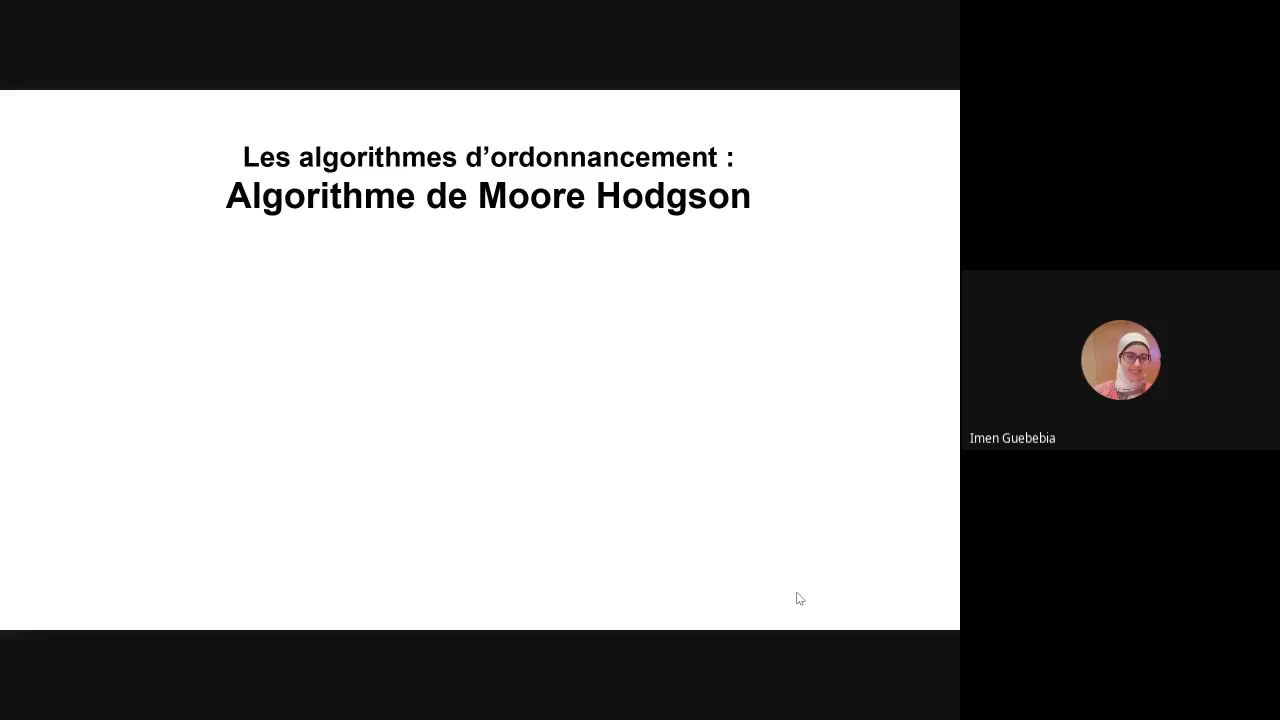 Les algorithmes d’ordonnancement :
Algorithme de Moore Hodgson
Imen Guebebia